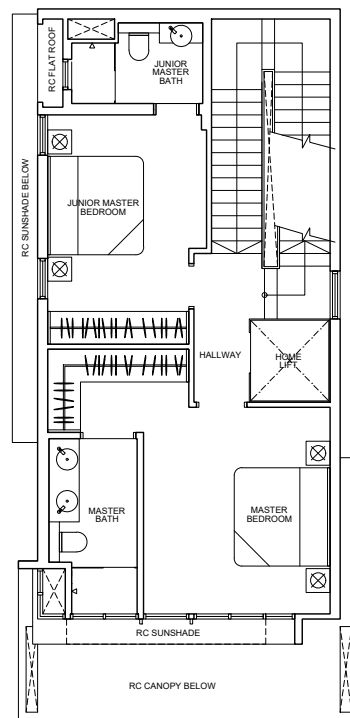 RC FLAT ROOF
JUNIOR
MASTER
BATH
RC SUNSHADE BELOW
JUNIOR MASTER
BEDROOM
HALLWAY
HOME
LIFT
MASTER
BATH
MASTER
BEDROOM
RC SUNSHADE
RC CANOPY BELOW